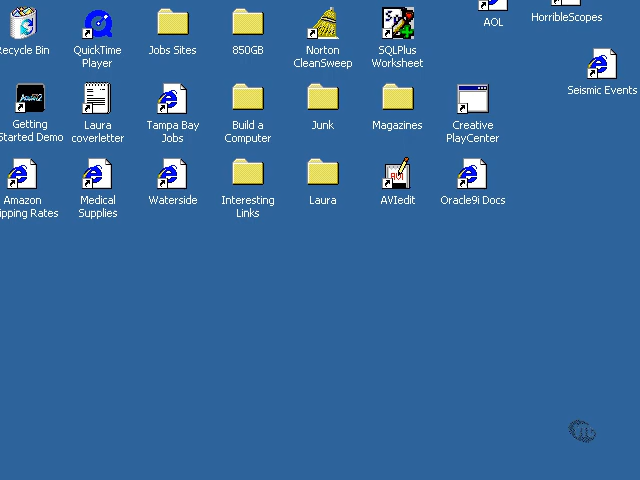 AOL
HorribleScopes
Recycle Bin
QuickTime
Player
Jobs Sites
850GB
Norton
CleanSweep
SQLPlus
Worksheet
Seismic Events
Getting
Started Demo
Laura
coverletter
Tampa Bay
Jobs
Build a
Computer
Junk
Magazines
Creative
PlayCenter
Amazon
ipping Rates
Medical
Supplies
Waterside
Interesting
Links
Laura
AVIedit
Oracle9i Docs